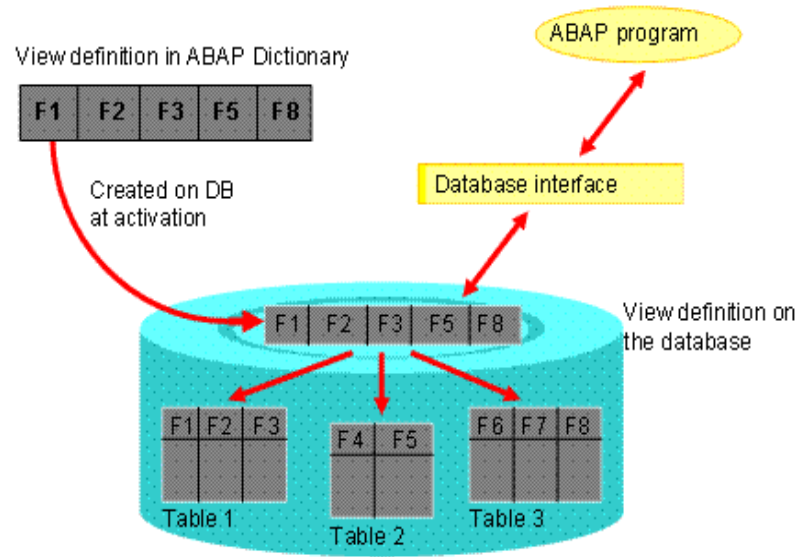 ABAP program
View definition in ABAP Dictionary
F1 F2 F3 F5 F8
Database interface
Created on DB
at activation
F1 F2 F3 F5 F8
View definition on
the database
F1 F2 F3
F4 F5
F6 F7 F8
Table 1
Table 2
Table 3